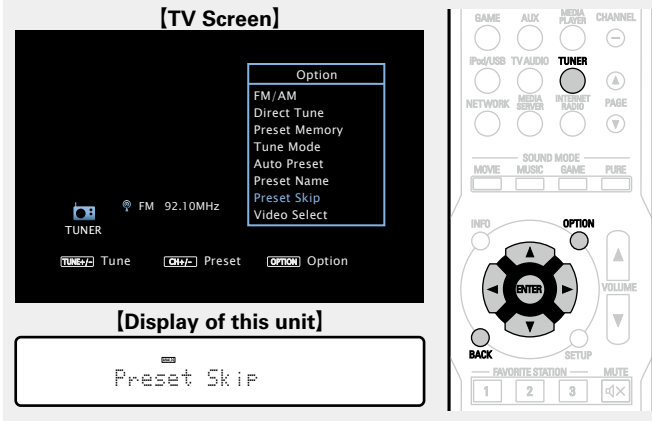 【TV Screen】
Option
FM/AM
Direct Tune
Preset Memory
Tune Mode
Auto Preset
Preset Name
Preset Skip
Video Select
FM 92.10MHz
TUNER
TUNE+/- Tune CH+/- Preset OPTION Option
【Display of this unit】
Preset Skip
GAME AUX MEDIA PLAYER CHANNEL
iPod/USB TV AUDIO TUNER
NETWORK MEDIA SERVER INTERNET RADIO PAGE
SOUND MODE
MOVIE MUSIC GAME PURE
INFO OPTION
ENTER VOLUME
BACK SETUP
FAVORITE STATION MUTE
1 2 3